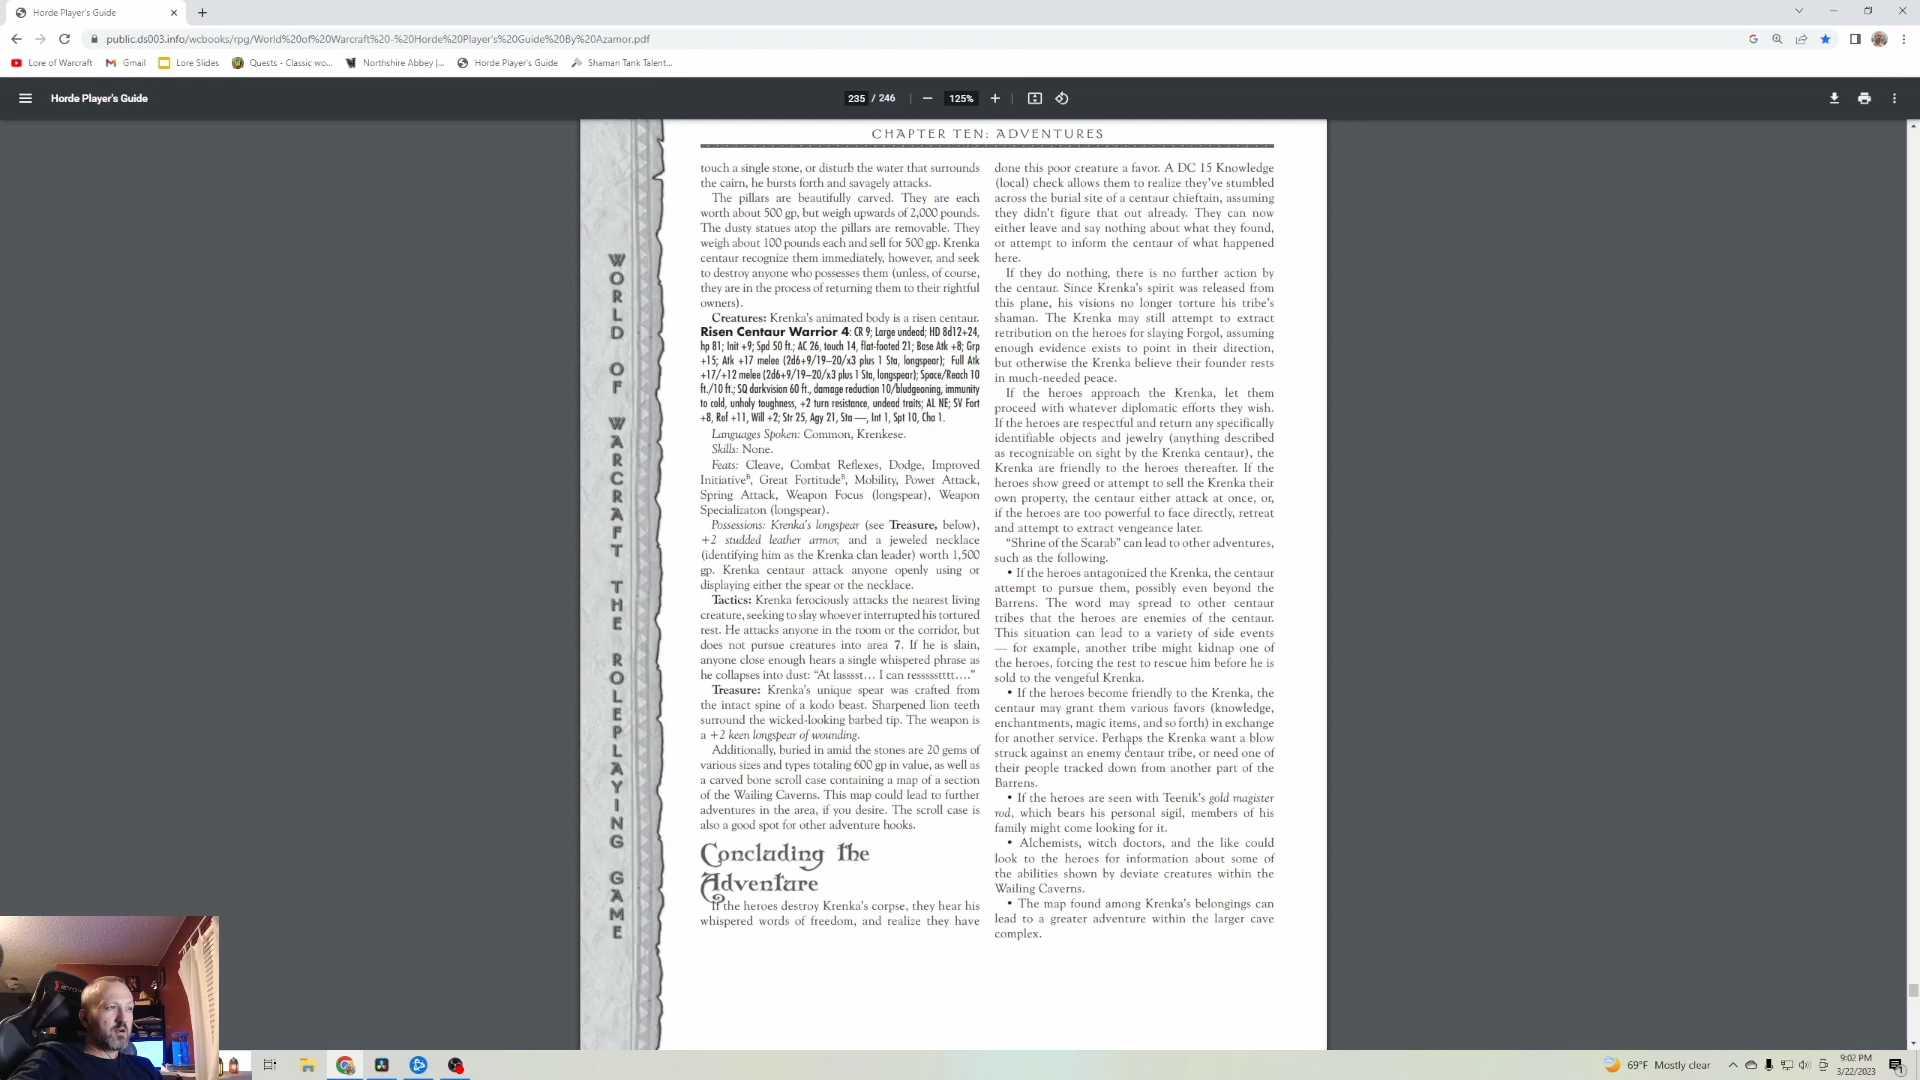 Horde Player's Guide
public.ds003.info/wcbooks/rpg/World%20of%20Warcraft%20-%20Horde%20Player's%20Guide%20By%20Azamor.pdf
Lore of Warcraft
Gmail
Lore Slides
Quests - Classic wo...
Northshire Abbey |...
Horde Player's Guide
Shaman Tank Talent...
Horde Player's Guide
235 / 246
125%
CHAPTER TEN: ADVENTURES
WORLD OF WARCRAFT THE ROLEPLAYING GAME
touch a single stone, or disturb the water that surrounds
the cairn, he bursts forth and savagely attacks.
The pillars are beautifully carved. They are each
worth about 500 gp, but weigh upwards of 2,000 pounds.
The dusty statues atop the pillars are removable. They
weigh about 100 pounds each and sell for 500 gp. Krenka
centaur recognize them immediately, however, and seek
to destroy anyone who possesses them (unless, of course,
they are in the process of returning them to their rightful
owners).
Creatures: Krenka's animated body is a risen centaur.
Risen Centaur Warrior 4: CR 9; Large undead; HD 8d12+24,
hp 81; Init +9; Spd 50 ft.; AC 26, touch 14, flat-footed 21; Base Atk +8; Grp
+15; Atk +17 melee (2d6+9/19–20/x3 plus 1 Sta, longspear); Full Atk
+17/+12 melee (2d6+9/19–20/x3 plus 1 Sta, longspear); Space/Reach 10
ft./10 ft.; SQ darkvision 60 ft., damage reduction 10/bludgeoning, immunity
to cold, unholy toughness, +2 turn resistance, undead traits; AL NE; SV Fort
+8, Ref +11, Will +2; Str 25, Agy 21, Sta —, Int 1, Spt 10, Cha 1.
Languages Spoken: Common, Krenkese.
Skills: None.
Feats: Cleave, Combat Reflexes, Dodge, Improved
Initiativeᴮ, Great Fortitudeᴮ, Mobility, Power Attack,
Spring Attack, Weapon Focus (longspear), Weapon
Specializaton (longspear).
Possessions: Krenka's longspear (see Treasure, below),
+2 studded leather armor, and a jeweled necklace
(identifying him as the Krenka clan leader) worth 1,500
gp. Krenka centaur attack anyone openly using or
displaying either the spear or the necklace.
Tactics: Krenka ferociously attacks the nearest living
creature, seeking to slay whoever interrupted his tortured
rest. He attacks anyone in the room or the corridor, but
does not pursue creatures into area 7. If he is slain,
anyone close enough hears a single whispered phrase as
he collapses into dust: “At lasssst… I can resssssttt….”
Treasure: Krenka's unique spear was crafted from
the intact spine of a kodo beast. Sharpened lion teeth
surround the wicked-looking barbed tip. The weapon is
a +2 keen longspear of wounding.
Additionally, buried in amid the stones are 20 gems of
various sizes and types totaling 600 gp in value, as well as
a carved bone scroll case containing a map of a section
of the Wailing Caverns. This map could lead to further
adventures in the area, if you desire. The scroll case is
also a good spot for other adventure hooks.
Concluding the
Adventure
If the heroes destroy Krenka's corpse, they hear his
whispered words of freedom, and realize they have
done this poor creature a favor. A DC 15 Knowledge
(local) check allows them to realize they've stumbled
across the burial site of a centaur chieftain, assuming
they didn't figure that out already. They can now
either leave and say nothing about what they found,
or attempt to inform the centaur of what happened
here.
If they do nothing, there is no further action by
the centaur. Since Krenka's spirit was released from
this plane, his visions no longer torture his tribe's
shaman. The Krenka may still attempt to extract
retribution on the heroes for slaying Forgol, assuming
enough evidence exists to point in their direction,
but otherwise the Krenka believe their founder rests
in much-needed peace.
If the heroes approach the Krenka, let them
proceed with whatever diplomatic efforts they wish.
If the heroes are respectful and return any specifically
identifiable objects and jewelry (anything described
as recognizable on sight by the Krenka centaur), the
Krenka are friendly to the heroes thereafter. If the
heroes show greed or attempt to sell the Krenka their
own property, the centaur either attack at once, or,
if the heroes are too powerful to face directly, retreat
and attempt to extract vengeance later.
“Shrine of the Scarab” can lead to other adventures,
such as the following.
• If the heroes antagonized the Krenka, the centaur
attempt to pursue them, possibly even beyond the
Barrens. The word may spread to other centaur
tribes that the heroes are enemies of the centaur.
This situation can lead to a variety of side events
— for example, another tribe might kidnap one of
the heroes, forcing the rest to rescue him before he is
sold to the vengeful Krenka.
• If the heroes become friendly to the Krenka, the
centaur may grant them various favors (knowledge,
enchantments, magic items, and so forth) in exchange
for another service. Perhaps the Krenka want a blow
struck against an enemy centaur tribe, or need one of
their people tracked down from another part of the
Barrens.
• If the heroes are seen with Teenik's gold magister
rod, which bears his personal sigil, members of his
family might come looking for it.
• Alchemists, witch doctors, and the like could
look to the heroes for information about some of
the abilities shown by deviate creatures within the
Wailing Caverns.
• The map found among Krenka's belongings can
lead to a greater adventure within the larger cave
complex.
69°F Mostly clear
9:02 PM
3/22/2023